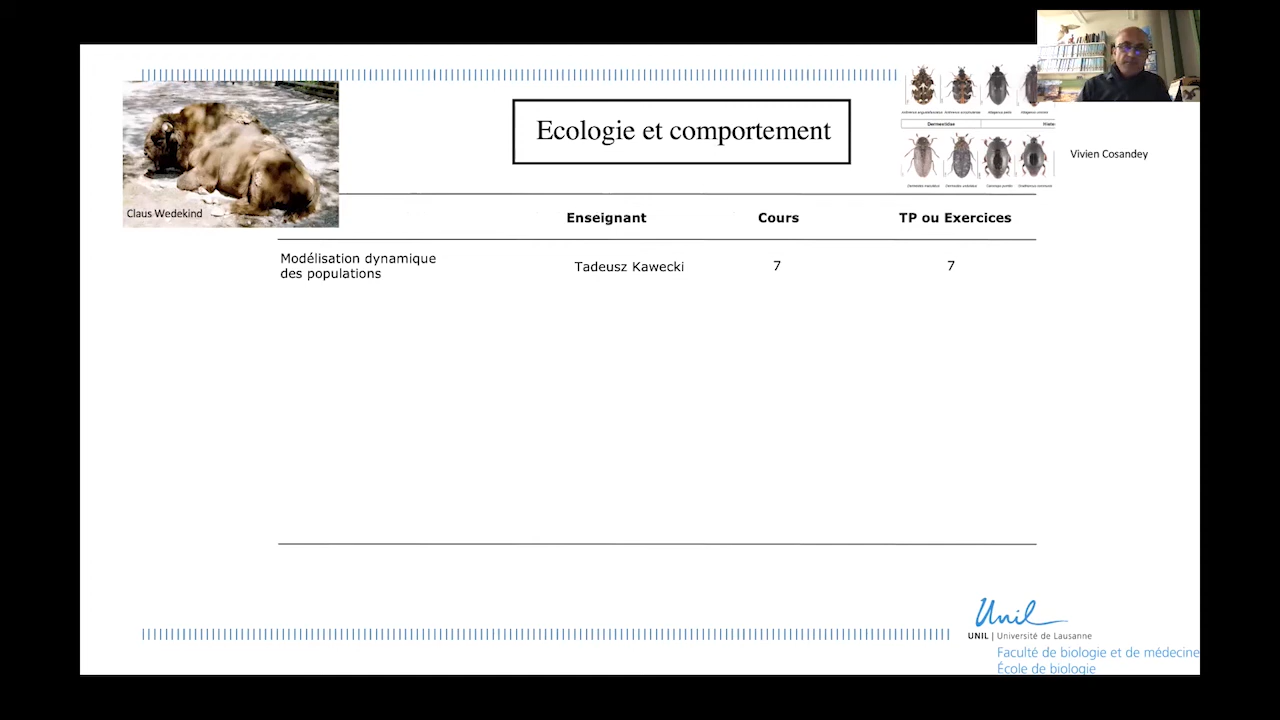 Ecologie et comportement
Claus Wedekind
Dermestidae
Vivien Cosandey
Enseignant
Cours
TP ou Exercices
Modélisation dynamique
des populations
Tadeusz Kawecki
7
7
Unil
UNIL | Université de Lausanne
Faculté de biologie et de médecine
École de biologie